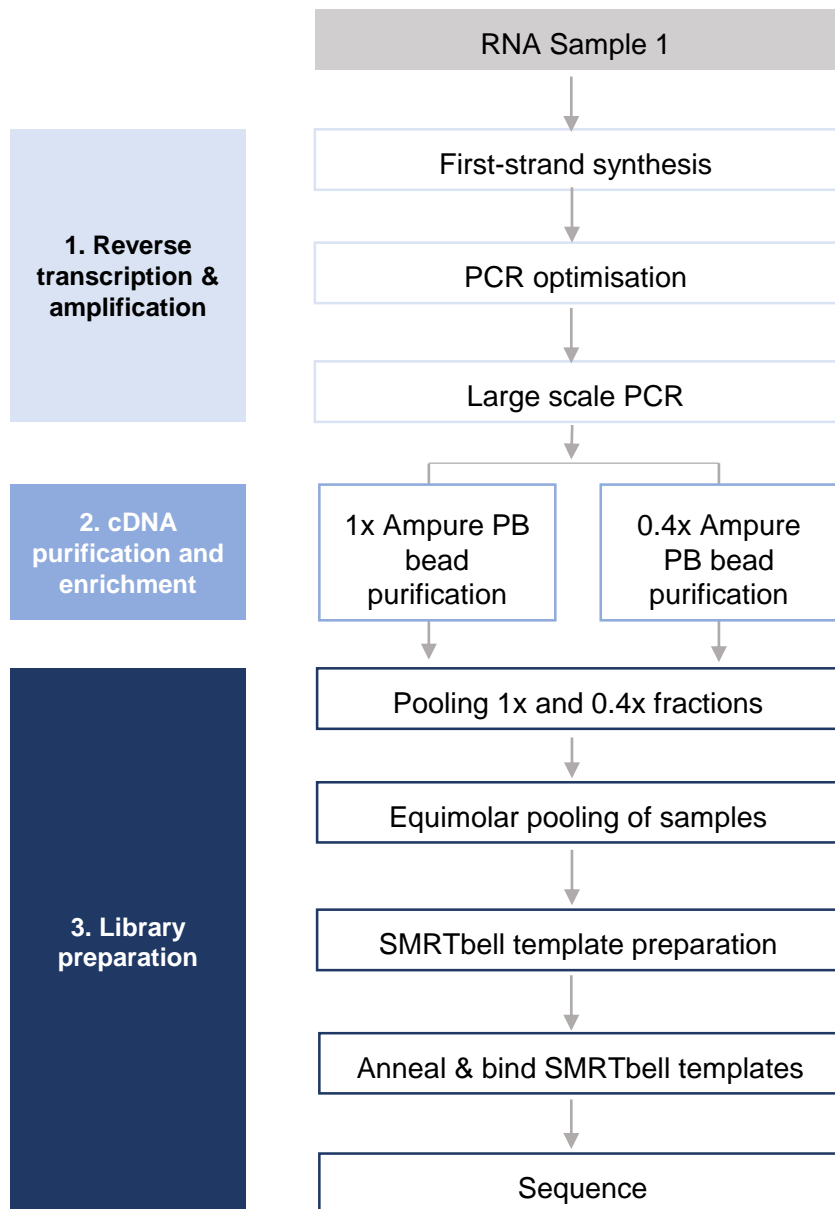 RNA Sample 1
First-strand synthesis
1. Reverse
transcription &
amplification
PCR optimisation
Large scale PCR
2. cDNA
purification and
enrichment
1x Ampure PB
bead
purification
0.4x Ampure
PB bead
purification
Pooling 1x and 0.4x fractions
Equimolar pooling of samples
3. Library
preparation
SMRTbell template preparation
Anneal & bind SMRTbell templates
Sequence